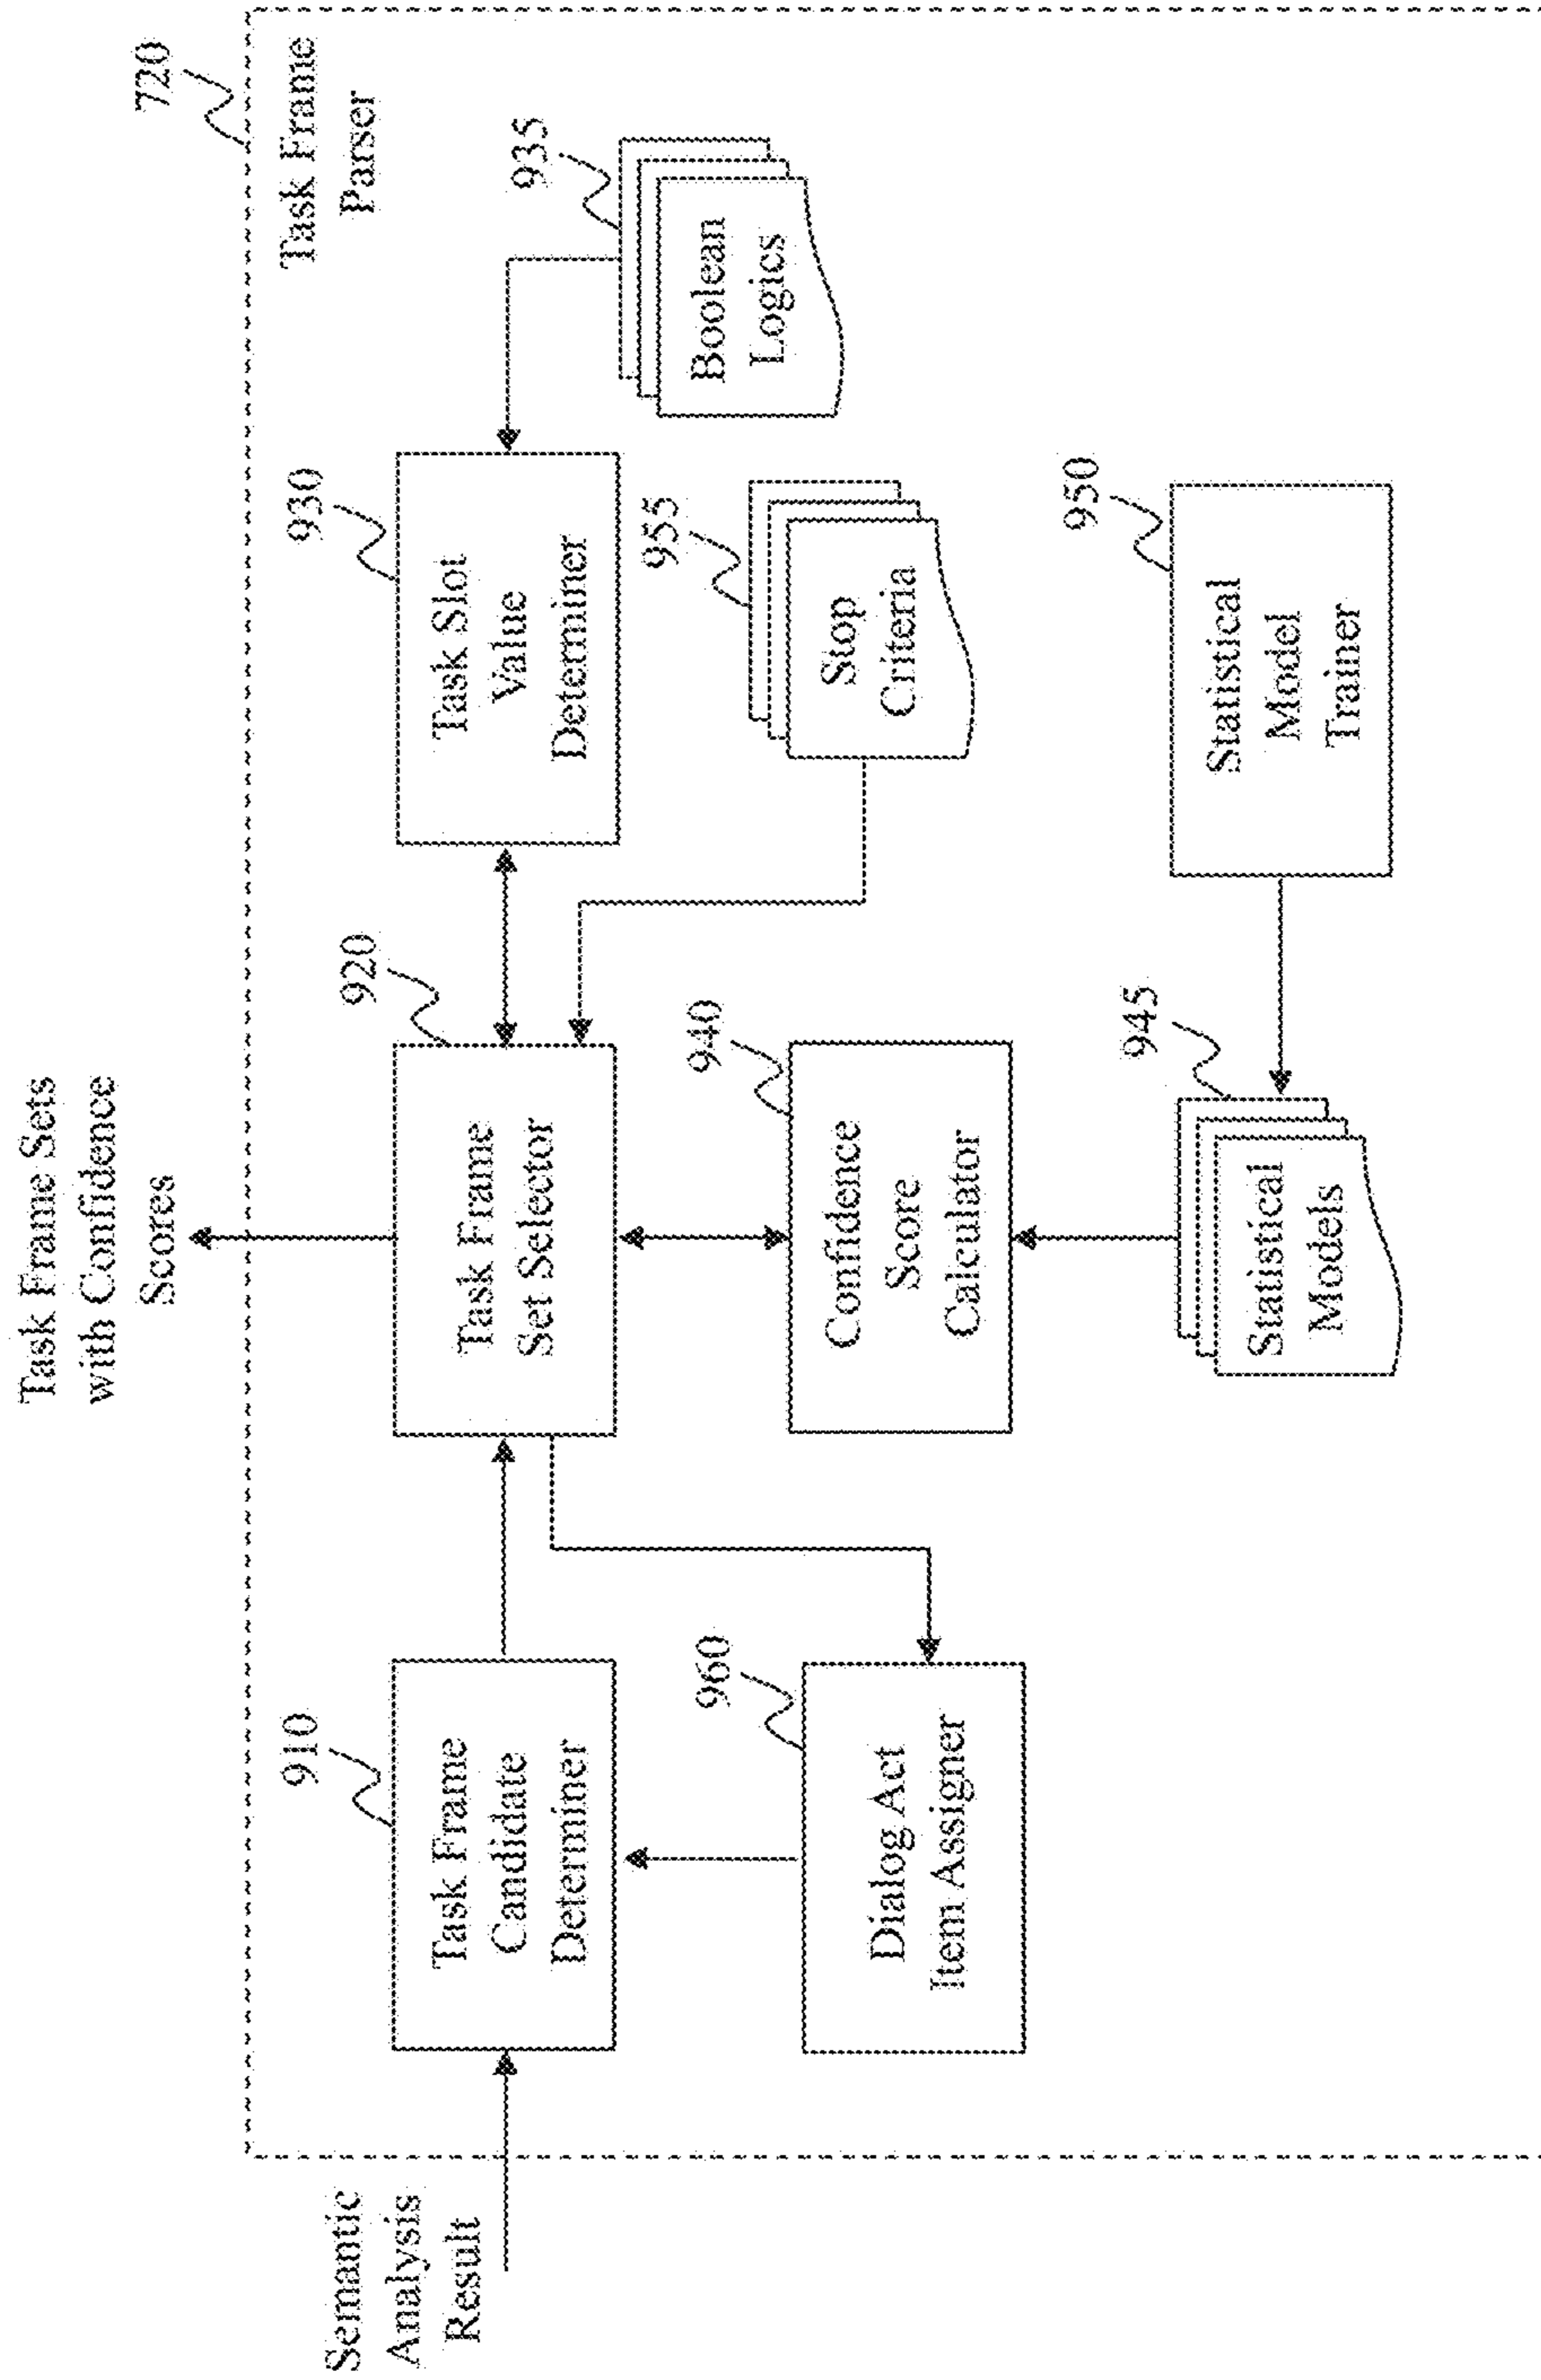 Task Frame Sets
with Confidence
Scores
720
Task Frame
Parser
Semantic
Analysis
Result
910
Task Frame
Candidate
Determiner
920
Task Frame
Set Selector
930
Task Slot
Value
Determiner
935
Boolean
Logics
960
Dialog Act
Item Assigner
940
Confidence
Score
Calculator
955
Stop
Criteria
945
Statistical
Models
950
Statistical
Model
Trainer